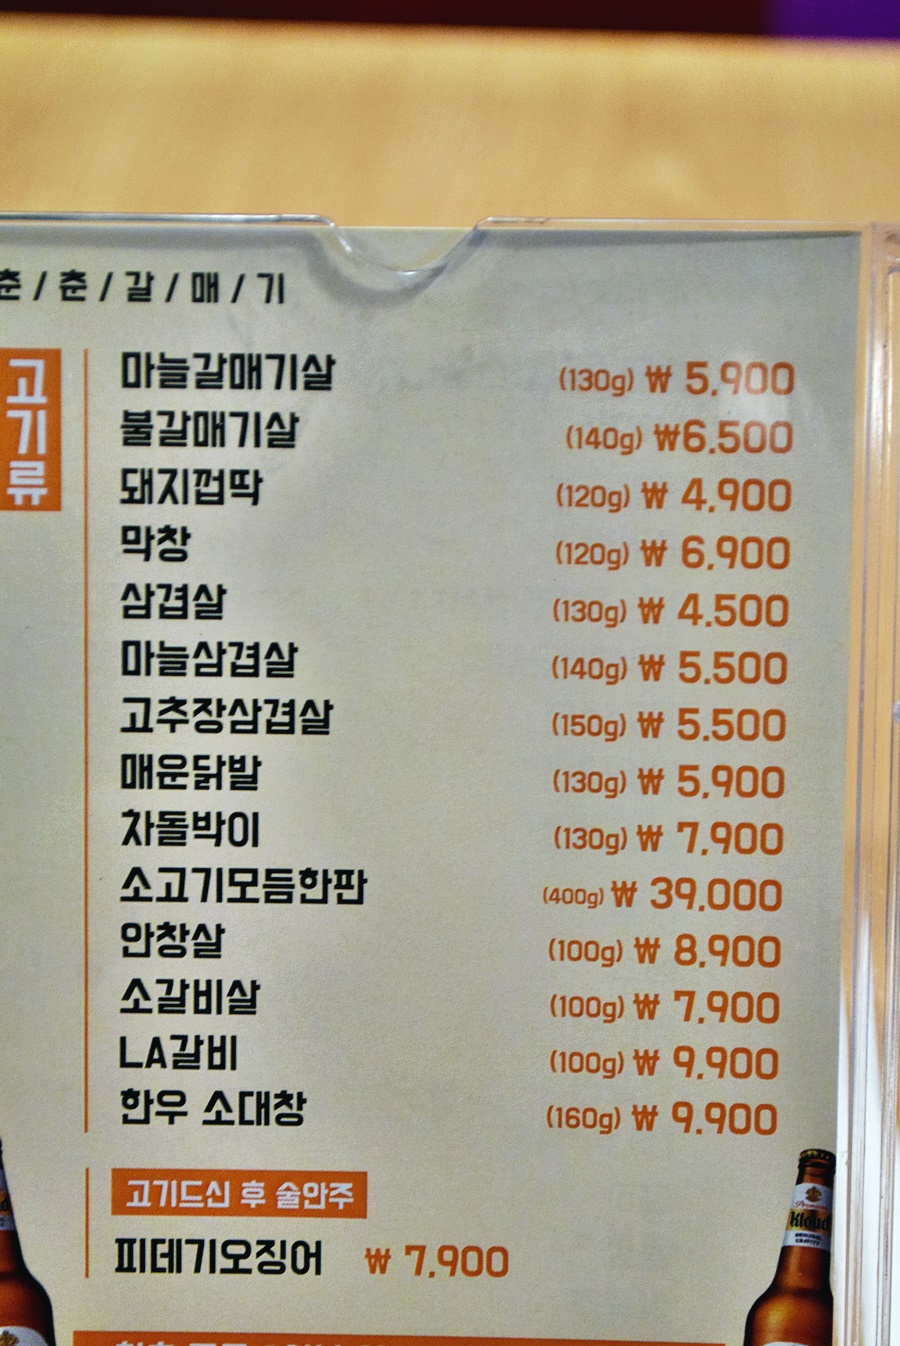 춘 / 춘 / 갈 / 매 / 기
고기류
마늘갈매기살 (130g) ₩ 5,900
불갈매기살 (140g) ₩6.500
돼지껍딱 (120g) ₩ 4,900
막창 (120g) ₩ 6,900
삼겹살 (130g) ₩ 4.500
마늘삼겹살 (140g) ₩ 5.500
고추장삼겹살 (150g) ₩ 5.500
매운닭발 (130g) ₩ 5,900
차돌박이 (130g) ₩ 7,900
소고기모듬한판 (400g) ₩ 39.000
안창살 (100g) ₩ 8,900
소갈비살 (100g) ₩ 7,900
LA갈비 (100g) ₩ 9,900
한우 소대창 (160g) ₩ 9.900
고기드신 후 술안주
피데기오징어 ₩ 7,900
Kloud